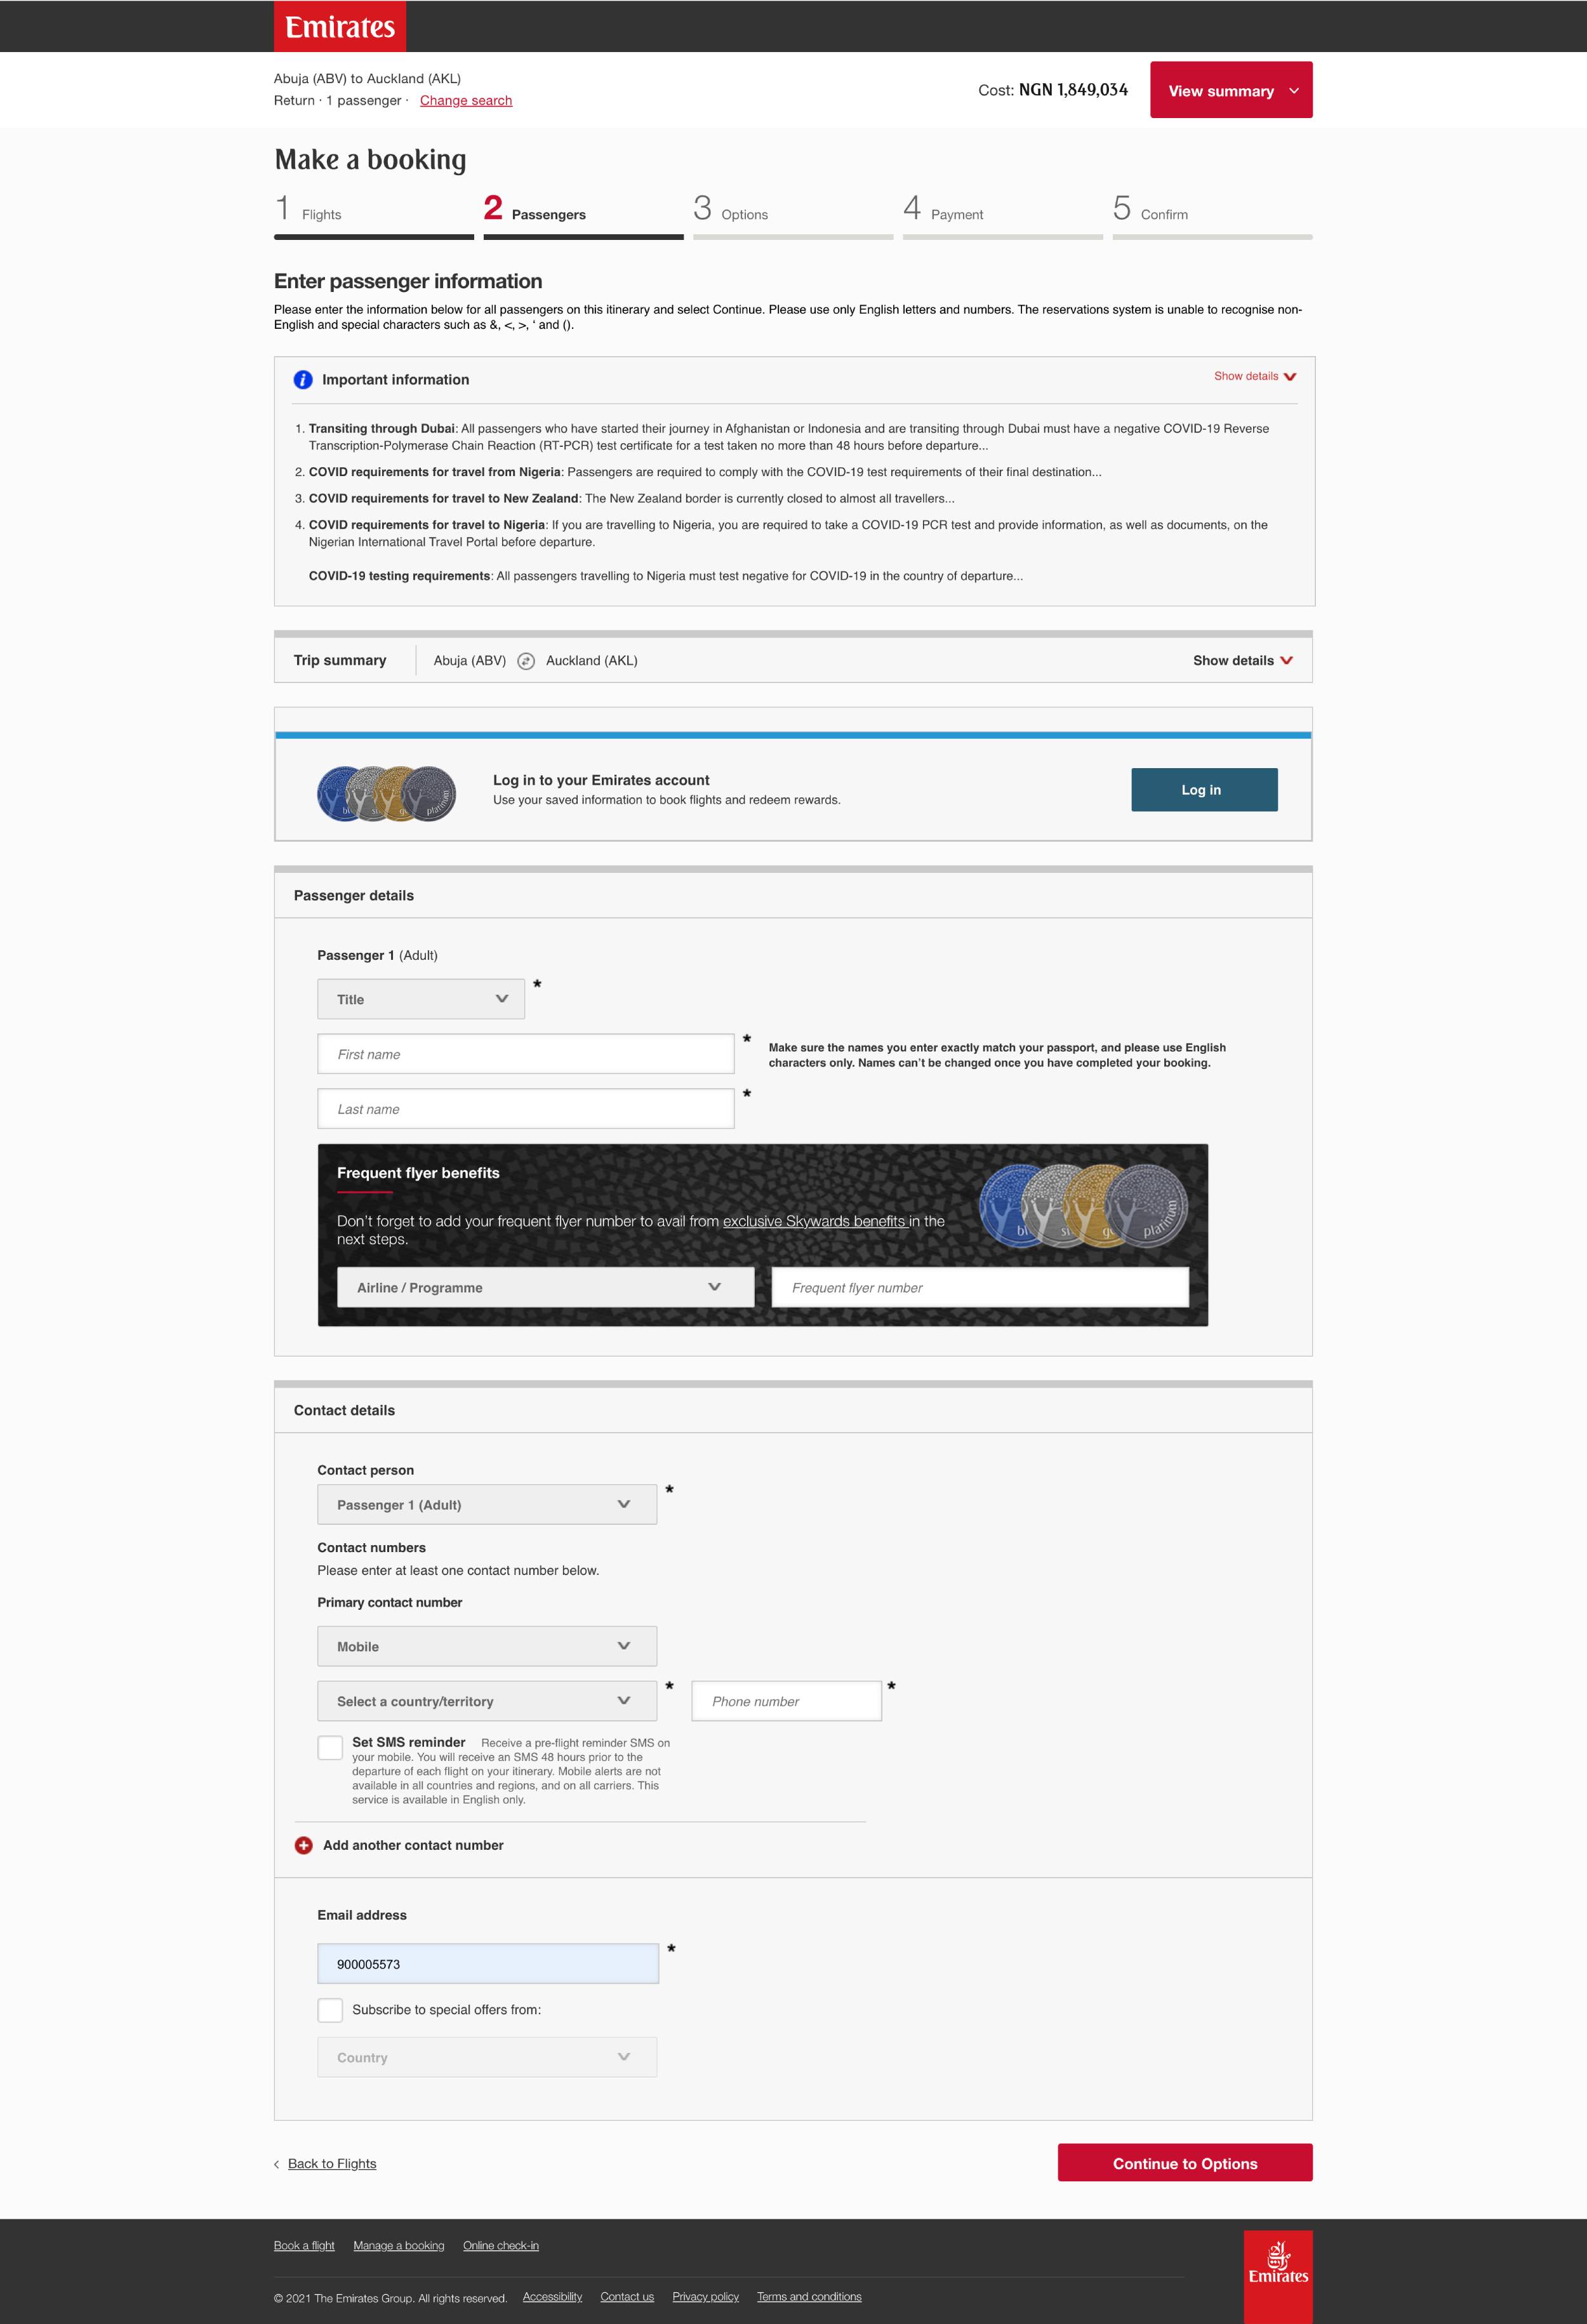 Emirates
Abuja (ABV) to Auckland (AKL)
Return · 1 passenger · Change search
Cost: NGN 1,849,034
View summary
Make a booking
1 Flights
2 Passengers
3 Options
4 Payment
5 Confirm
Enter passenger information
Please enter the information below for all passengers on this itinerary and select Continue. Please use only English letters and numbers. The reservations system is unable to recognise non-
English and special characters such as &, <, >, ‘ and ().
Important information
Show details
1. Transiting through Dubai: All passengers who have started their journey in Afghanistan or Indonesia and are transiting through Dubai must have a negative COVID-19 Reverse
Transcription-Polymerase Chain Reaction (RT-PCR) test certificate for a test taken no more than 48 hours before departure...
2. COVID requirements for travel from Nigeria: Passengers are required to comply with the COVID-19 test requirements of their final destination...
3. COVID requirements for travel to New Zealand: The New Zealand border is currently closed to almost all travellers...
4. COVID requirements for travel to Nigeria: If you are travelling to Nigeria, you are required to take a COVID-19 PCR test and provide information, as well as documents, on the
Nigerian International Travel Portal before departure.
COVID-19 testing requirements: All passengers travelling to Nigeria must test negative for COVID-19 in the country of departure...
Trip summary
Abuja (ABV) Auckland (AKL)
Show details
Log in to your Emirates account
Use your saved information to book flights and redeem rewards.
Log in
platinum
Passenger details
Passenger 1 (Adult)
Title *
First name *
Make sure the names you enter exactly match your passport, and please use English
characters only. Names can’t be changed once you have completed your booking.
Last name *
Frequent flyer benefits
Don’t forget to add your frequent flyer number to avail from exclusive Skywards benefits in the
next steps.
platinum
Airline / Programme
Frequent flyer number
Contact details
Contact person
Passenger 1 (Adult) *
Contact numbers
Please enter at least one contact number below.
Primary contact number
Mobile
Select a country/territory *
Phone number *
Set SMS reminder Receive a pre-flight reminder SMS on
your mobile. You will receive an SMS 48 hours prior to the
departure of each flight on your itinerary. Mobile alerts are not
available in all countries and regions, and on all carriers. This
service is available in English only.
Add another contact number
Email address
900005573 *
Subscribe to special offers from:
Country
Back to Flights
Continue to Options
Book a flight Manage a booking Online check-in
© 2021 The Emirates Group. All rights reserved. Accessibility Contact us Privacy policy Terms and conditions
Emirates